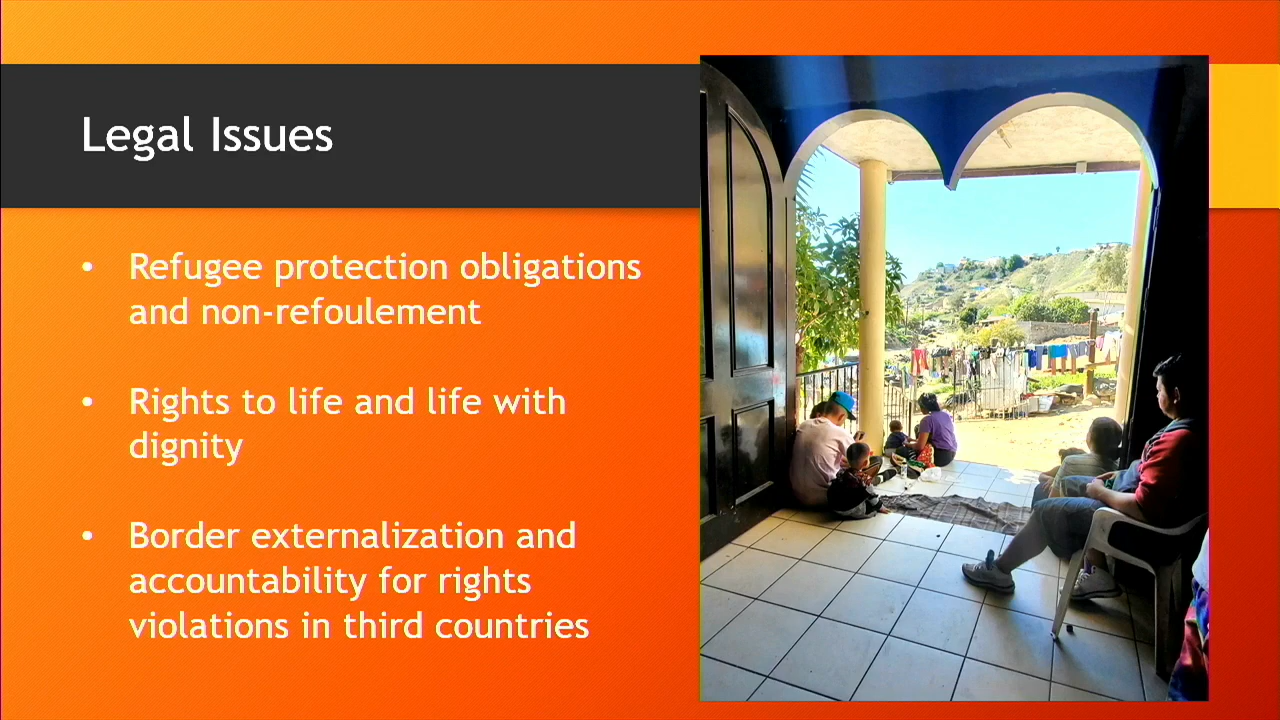 Legal Issues
• Refugee protection obligations
and non-refoulement
• Rights to life and life with
dignity
• Border externalization and
accountability for rights
violations in third countries